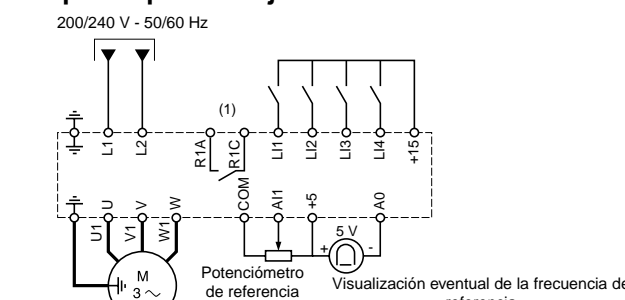 200/240 V - 50/60 Hz
(1)
L1
L2
R1A
R1C
LI1
LI2
LI3
LI4
+15
U
V
W
COM
AI1
+5
A0
U1
V1
W1
5 V
+
-
M
3 ~
Potenciómetro
de referencia
Visualización eventual de la frecuencia de